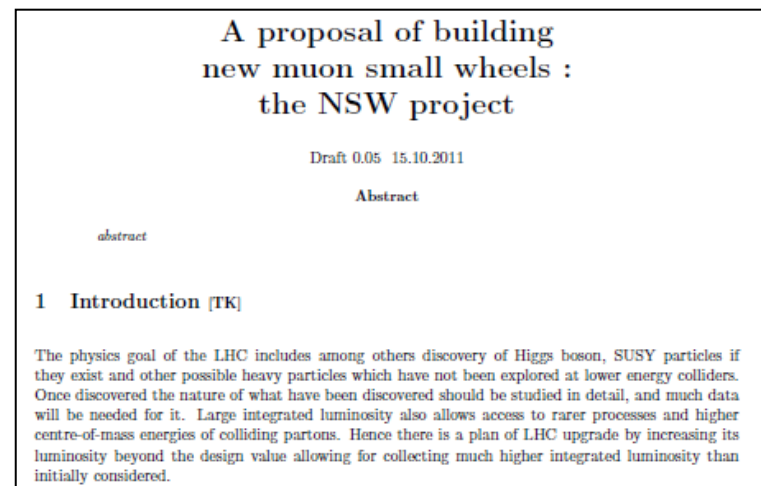 A proposal of building
new muon small wheels :
the NSW project
Draft 0.05 15.10.2011
Abstract
abstract
1 Introduction [TK]
The physics goal of the LHC includes among others discovery of Higgs boson, SUSY particles if
they exist and other possible heavy particles which have not been explored at lower energy colliders.
Once discovered the nature of what have been discovered should be studied in detail, and much data
will be needed for it. Large integrated luminosity also allows access to rarer processes and higher
centre-of-mass energies of colliding partons. Hence there is a plan of LHC upgrade by increasing its
luminosity beyond the design value allowing for collecting much higher integrated luminosity than
initially considered.